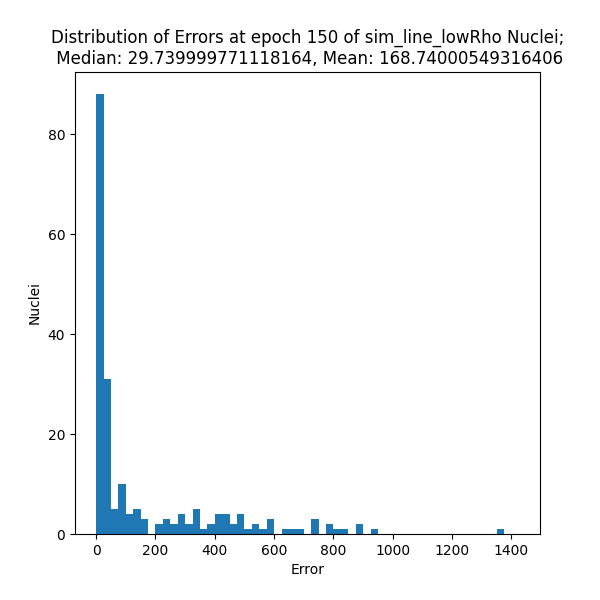 Distribution of Errors at epoch 150 of sim_line_lowRho Nuclei;
Median: 29.739999771118164, Mean: 168.74000549316406
80
60
40
20
0
Nuclei
0 200 400 600 800 1000 1200 1400
Error